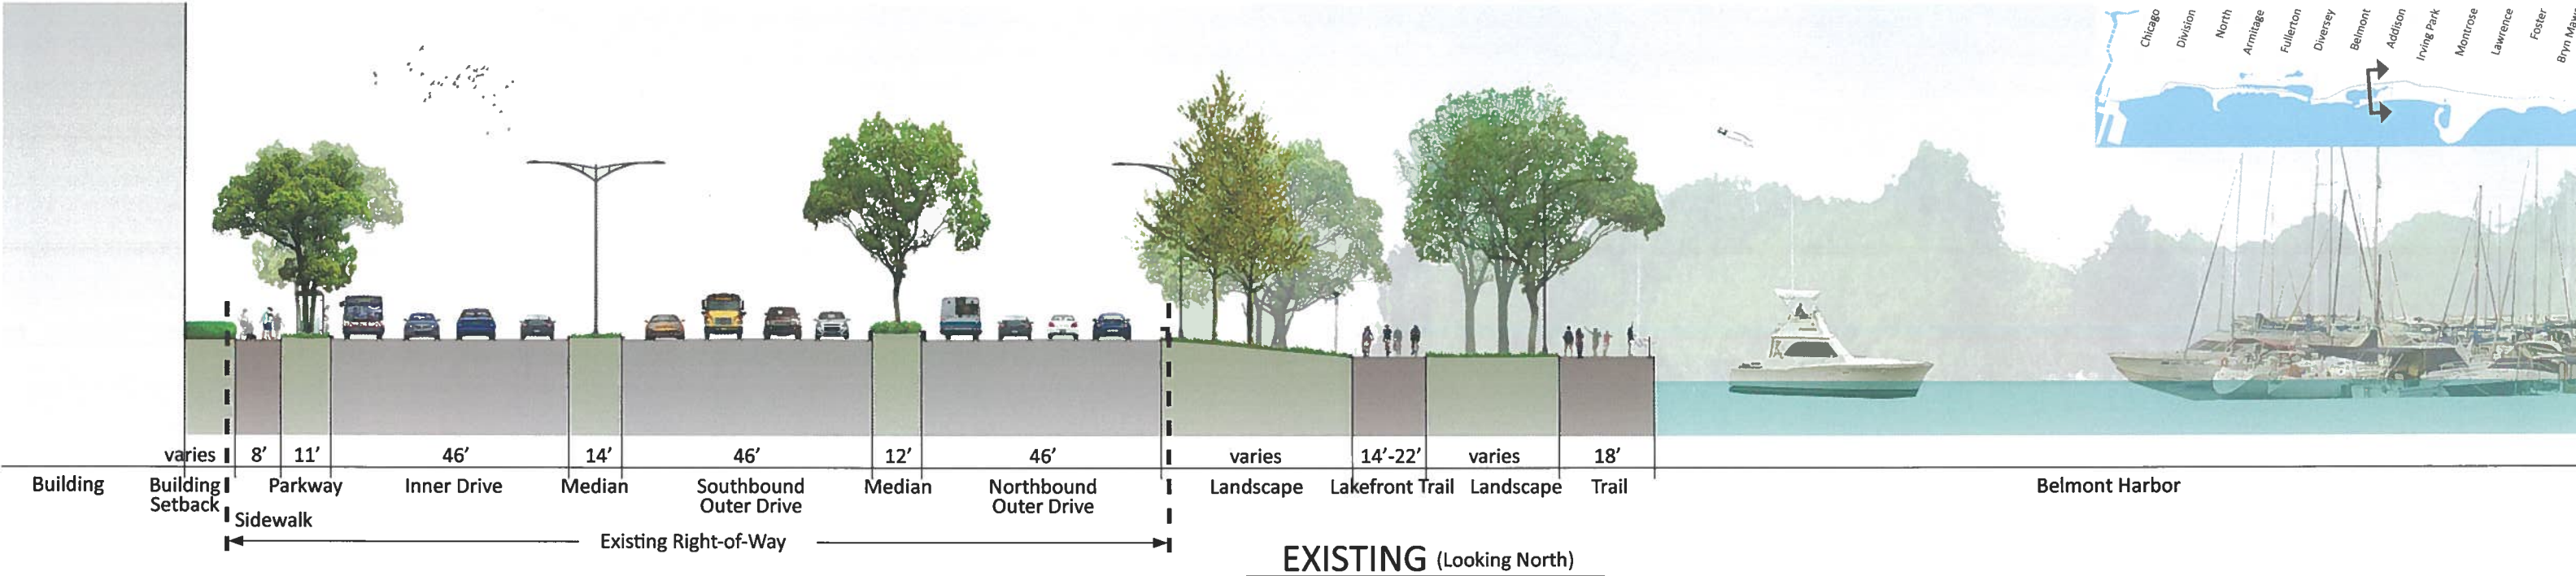 Chicago
Division
North
Armitage
Fullerton
Diversey
Belmont
Addison
Irving Park
Montrose
Lawrence
Foster
Bryn Maw
varies 8’ 11’ 46’ 14’ 46’ 12’ 46’ varies 14’-22’ varies 18’
Building
Building
Setback
Sidewalk
Parkway
Inner Drive
Median
Southbound
Outer Drive
Median
Northbound
Outer Drive
Landscape
Lakefront Trail
Landscape
Trail
Belmont Harbor
Existing Right-of-Way
EXISTING (Looking North)